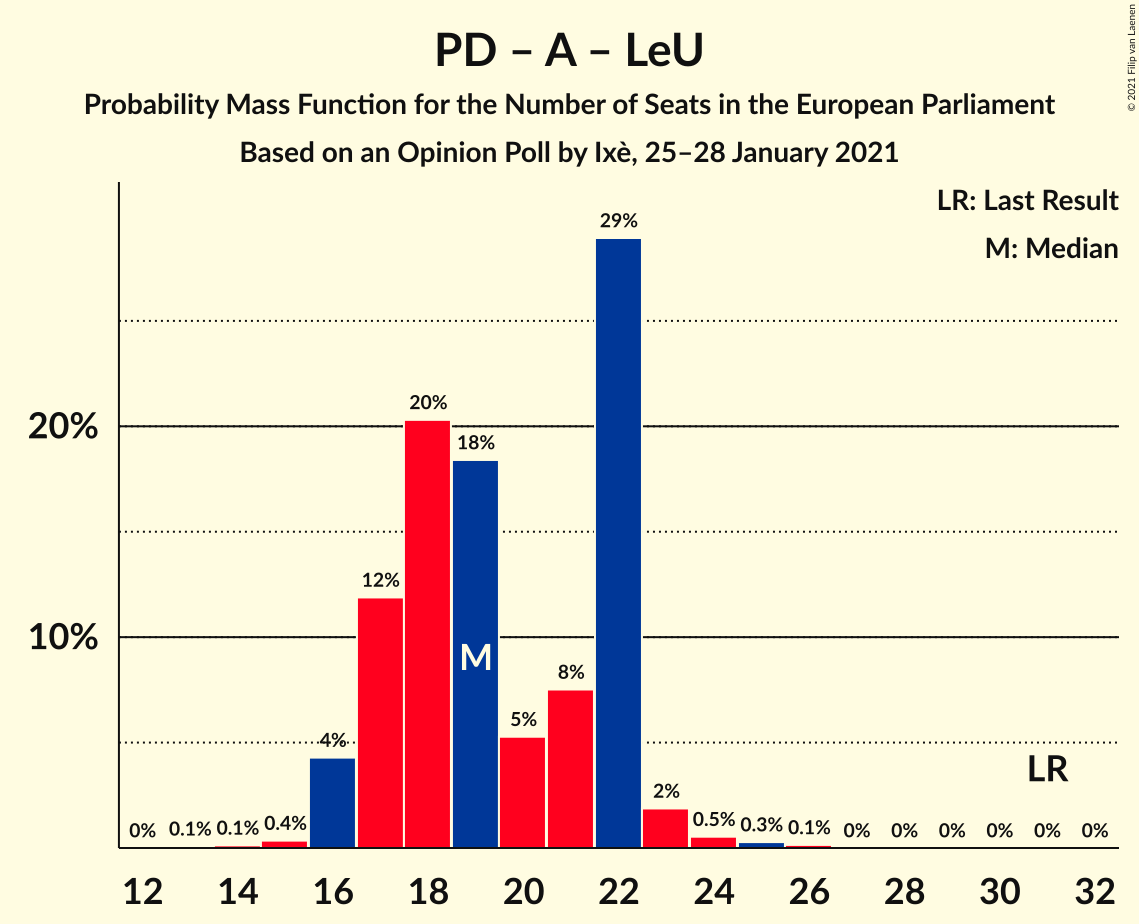 PD – A – LeU
Probability Mass Function for the Number of Seats in the European Parliament
Based on an Opinion Poll by Ixè, 25–28 January 2021
© 2021 Filip van Laenen
LR: Last Result
M: Median
29%
20%
18%
12%
8%
5%
4%
2%
0% 0.1% 0.1% 0.4% 0.5% 0.3% 0.1% 0% 0% 0% 0% 0% 0%
20%
10%
M
LR
12 14 16 18 20 22 24 26 28 30 32